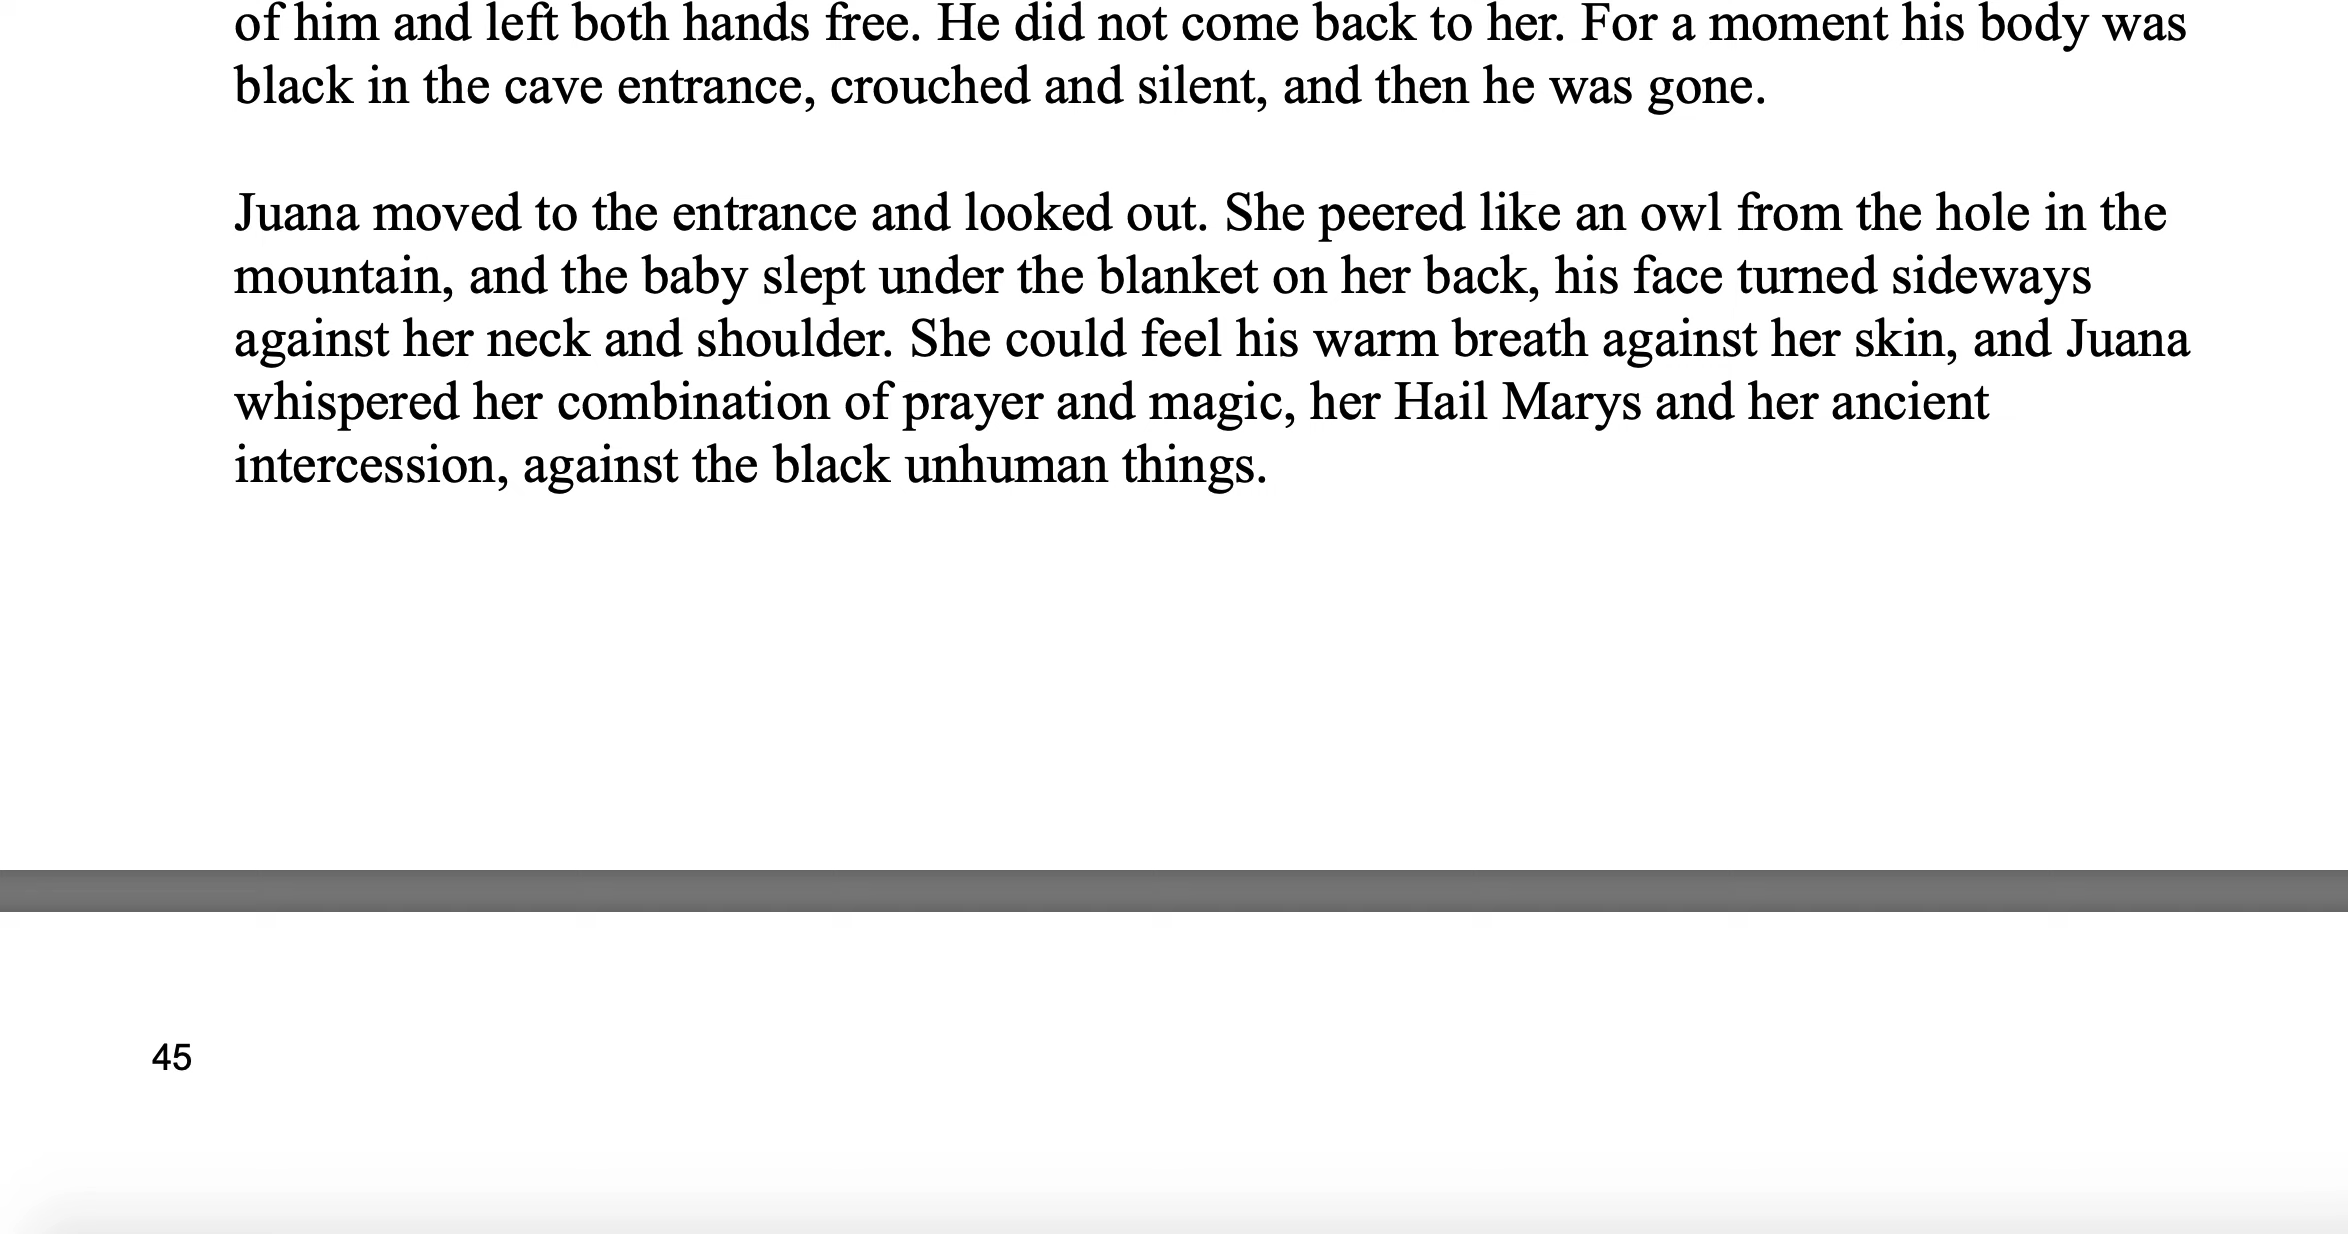 of him and left both hands free. He did not come back to her. For a moment his body was
black in the cave entrance, crouched and silent, and then he was gone.
Juana moved to the entrance and looked out. She peered like an owl from the hole in the
mountain, and the baby slept under the blanket on her back, his face turned sideways
against her neck and shoulder. She could feel his warm breath against her skin, and Juana
whispered her combination of prayer and magic, her Hail Marys and her ancient
intercession, against the black unhuman things.
45